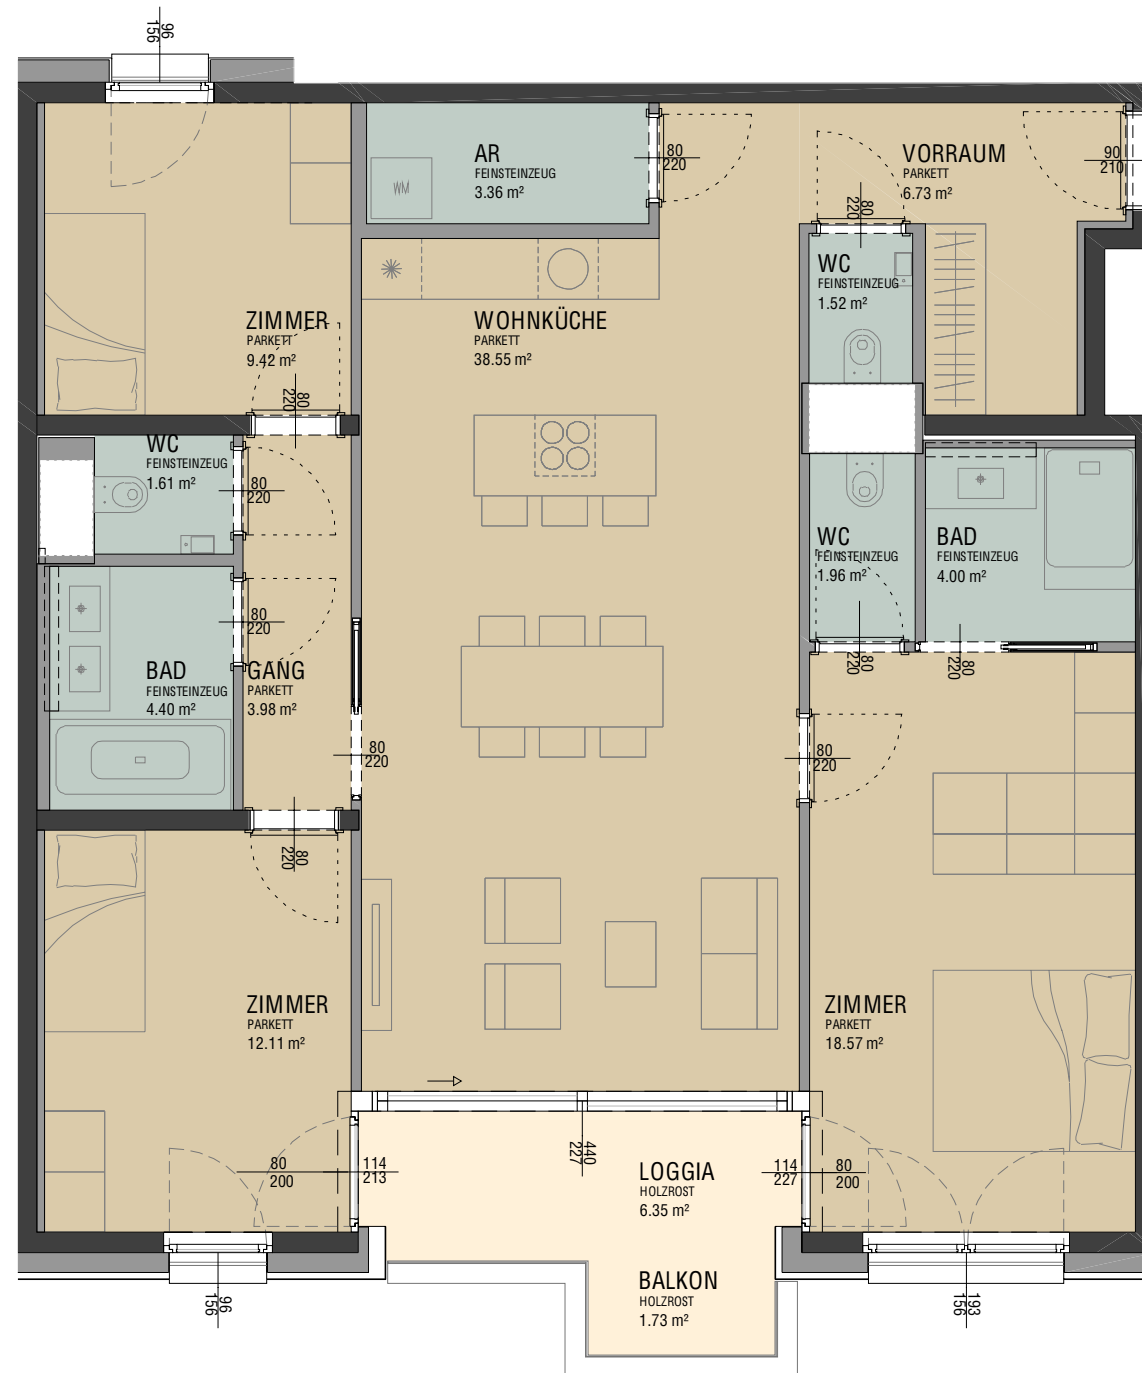 96
156
AR
FEINSTEINZEUG
3.36 m²
WM
80
220
VORRAUM
PARKETT
6.73 m²
90
210
80
220
WC
FEINSTEINZEUG
1.52 m²
ZIMMER
PARKETT
9.42 m²
80
220
WOHNKÜCHE
PARKETT
38.55 m²
WC
FEINSTEINZEUG
1.61 m²
80
220
WC
FEINSTEINZEUG
1.96 m²
80
220
BAD
FEINSTEINZEUG
4.00 m²
80
220
80
220
BAD
FEINSTEINZEUG
4.40 m²
GANG
PARKETT
3.98 m²
80
220
80
220
80
220
ZIMMER
PARKETT
12.11 m²
ZIMMER
PARKETT
18.57 m²
80
200
114
213
440
227
LOGGIA
HOLZROST
6.35 m²
114
227
80
200
BALKON
HOLZROST
1.73 m²
96
156
193
156